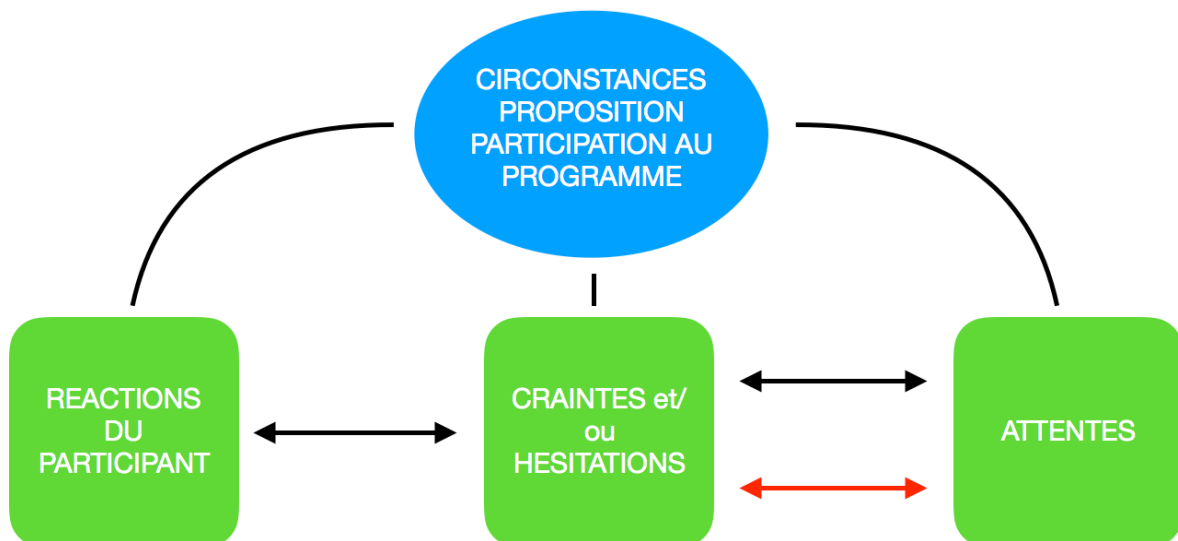 CIRCONSTANCES
PROPOSITION
PARTICIPATION AU
PROGRAMME
REACTIONS
DU
PARTICIPANT
CRAINTES et/
ou
HESITATIONS
ATTENTES